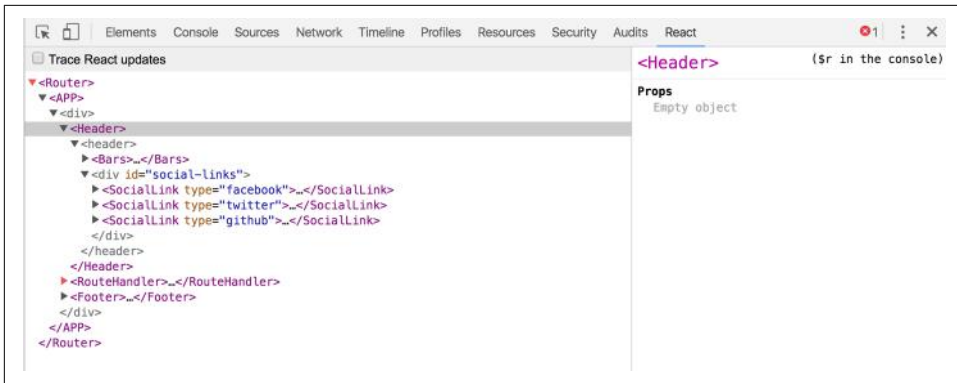 Elements Console Sources Network Timeline Profiles Resources Security Audits React 1
Trace React updates
<Router>
<APP>
<div>
<Header>
<header>
<Bars>…</Bars>
<div id="social-links">
<SocialLink type="facebook">…</SocialLink>
<SocialLink type="twitter">…</SocialLink>
<SocialLink type="github">…</SocialLink>
</div>
</header>
</Header>
<RouteHandler>…</RouteHandler>
<Footer>…</Footer>
</div>
</APP>
</Router>
<Header> ($r in the console)
Props
Empty object